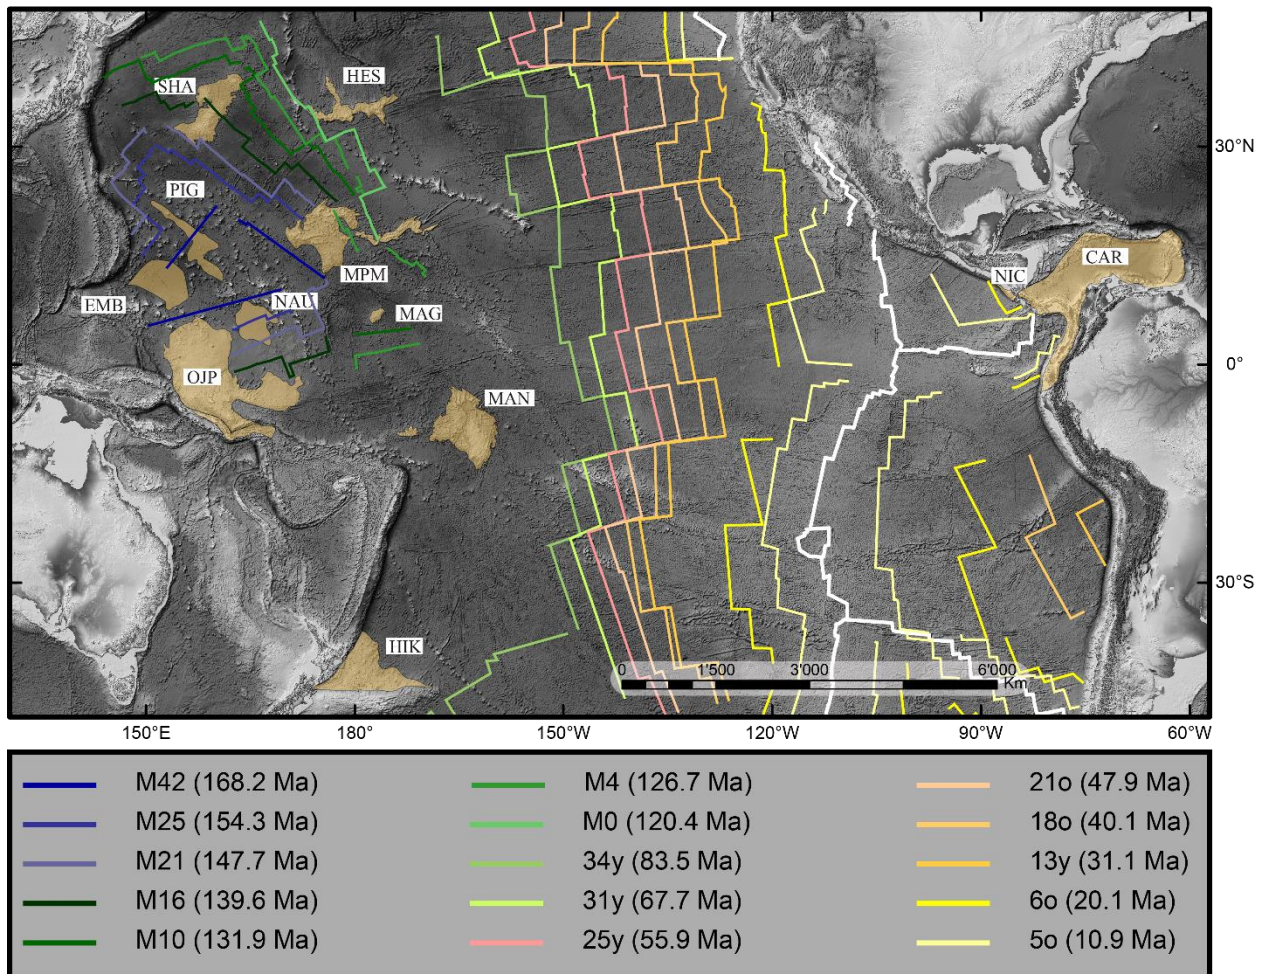 HES
SHA
30°N
PIG
CAR
MPM
NIC
EMB
NAU
MAG
0°
OJP
MAN
30°S
HIK
0 1'500 3'000 6'000
Km
150°E 180° 150°W 120°W 90°W 60°W
M42 (168.2 Ma) M4 (126.7 Ma) 21o (47.9 Ma)
M25 (154.3 Ma) M0 (120.4 Ma) 18o (40.1 Ma)
M21 (147.7 Ma) 34y (83.5 Ma) 13y (31.1 Ma)
M16 (139.6 Ma) 31y (67.7 Ma) 6o (20.1 Ma)
M10 (131.9 Ma) 25y (55.9 Ma) 5o (10.9 Ma)